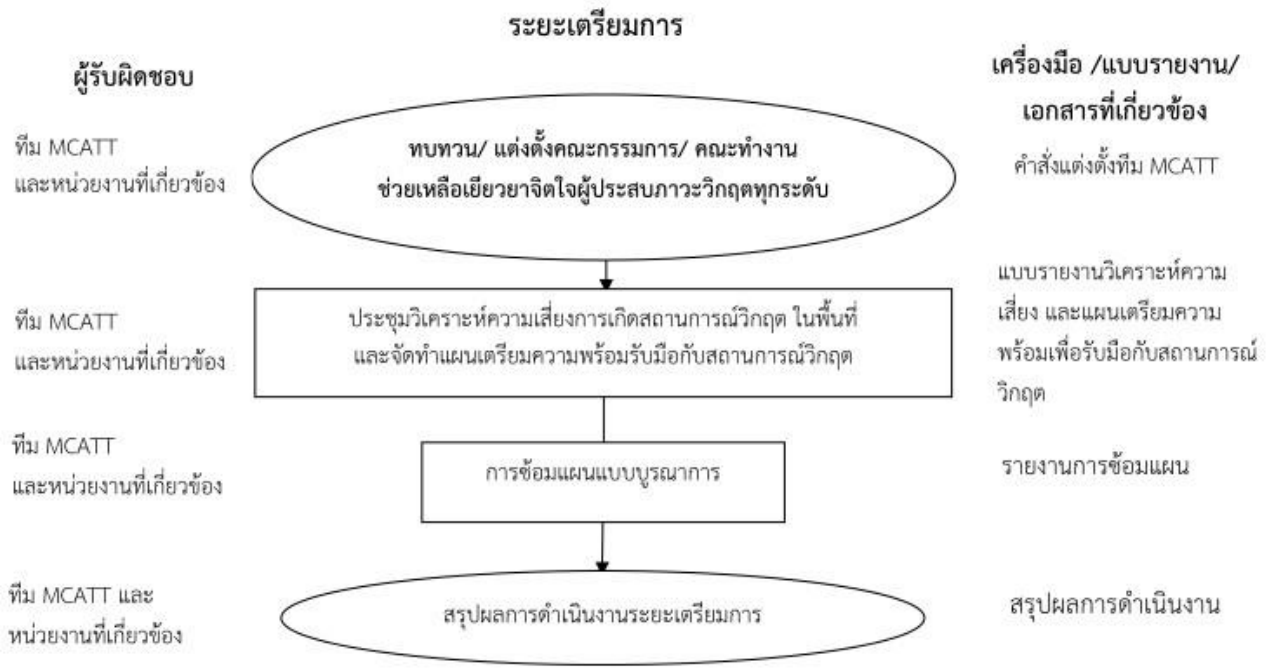 ระยะเตรียมการ
ผู้รับผิดชอบ
เครื่องมือ /แบบรายงาน/
เอกสารที่เกี่ยวข้อง
ทีม MCATT
และหน่วยงานที่เกี่ยวข้อง
ทบทวน/ แต่งตั้งคณะกรรมการ/ คณะทำงาน
ช่วยเหลือเยียวยาจิตใจผู้ประสบภาวะวิกฤตทุกระดับ
คำสั่งแต่งตั้งทีม MCATT
ทีม MCATT
และหน่วยงานที่เกี่ยวข้อง
ประชุมวิเคราะห์ความเสี่ยงการเกิดสถานการณ์วิกฤต ในพื้นที่
และจัดทำแผนเตรียมความพร้อมรับมือกับสถานการณ์วิกฤต
แบบรายงานวิเคราะห์ความ
เสี่ยง และแผนเตรียมความ
พร้อมเพื่อรับมือกับสถานการณ์
วิกฤต
ทีม MCATT
และหน่วยงานที่เกี่ยวข้อง
การซ้อมแผนแบบบูรณาการ
รายงานการซ้อมแผน
ทีม MCATT และ
หน่วยงานที่เกี่ยวข้อง
สรุปผลการดำเนินงานระยะเตรียมการ
สรุปผลการดำเนินงาน